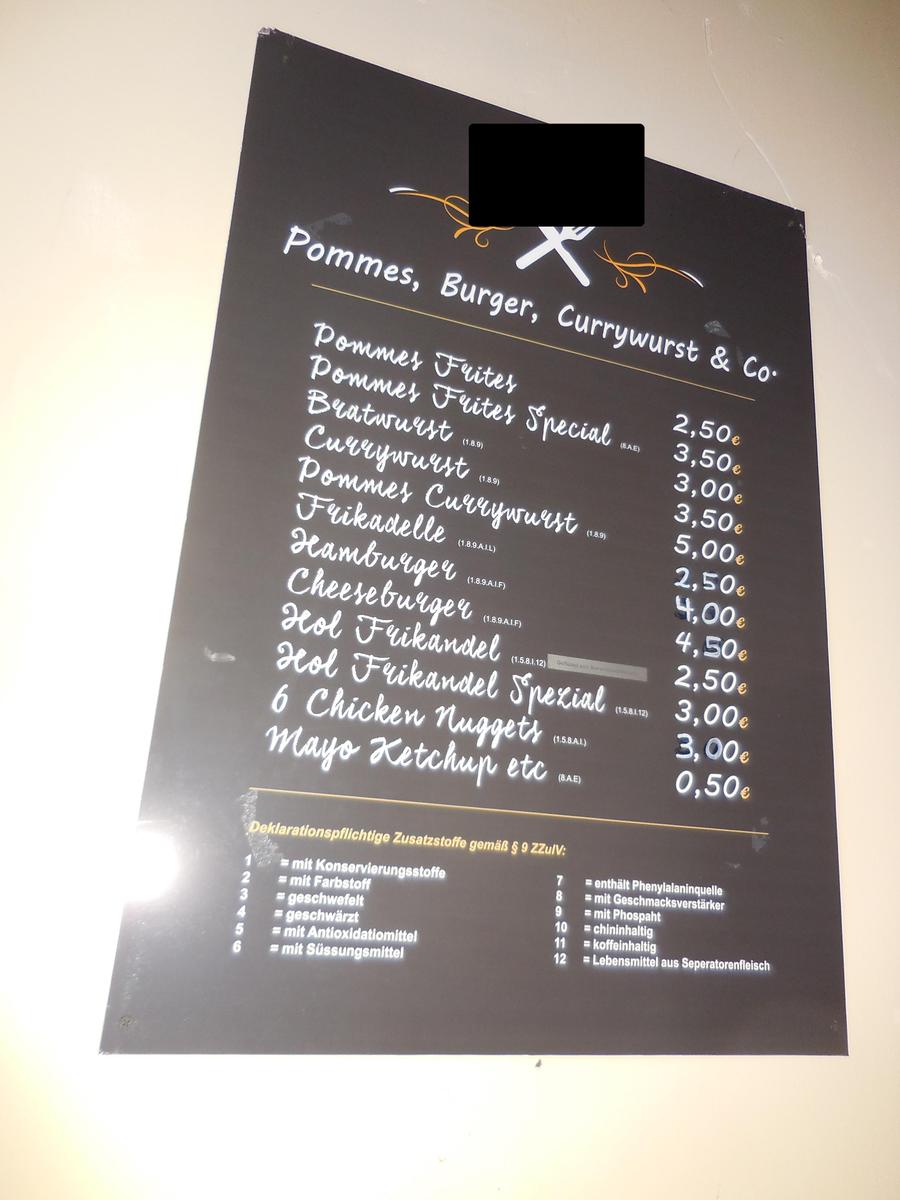 Pommes, Burger, Currywurst & Co.
Pommes Frites 2,50€
Pommes Frites Special (8.A.E) 3,50€
Bratwurst (1.8.9) 3,00€
Currywurst (1.8.9) 3,50€
Pommes Currywurst (1.8.9) 5,00€
Frikadelle (1.8.9.A.I.L) 2,50€
Hamburger (1.8.9.A.I.F) 4,00€
Cheeseburger (1.8.9.A.I.F) 4,50€
Hol Frikandel (1.5.8.I.12) 2,50€
Hol Frikandel Spezial (1.5.8.I.12) 3,00€
6 Chicken Nuggets (1.5.8.A.I.) 3,00€
Mayo Ketchup etc (8.A.E) 0,50€
Deklarationspflichtige Zusatzstoffe gemäß § 9 ZZulV:
1 = mit Konservierungsstoffe
2 = mit Farbstoff
3 = geschwefelt
4 = geschwärzt
5 = mit Antioxidatiomittel
6 = mit Süssungsmittel
7 = enthält Phenylalaninquelle
8 = mit Geschmacksverstärker
9 = mit Phospaht
10 = chininhaltig
11 = koffeinhaltig
12 = Lebensmittel aus Seperatorenfleisch